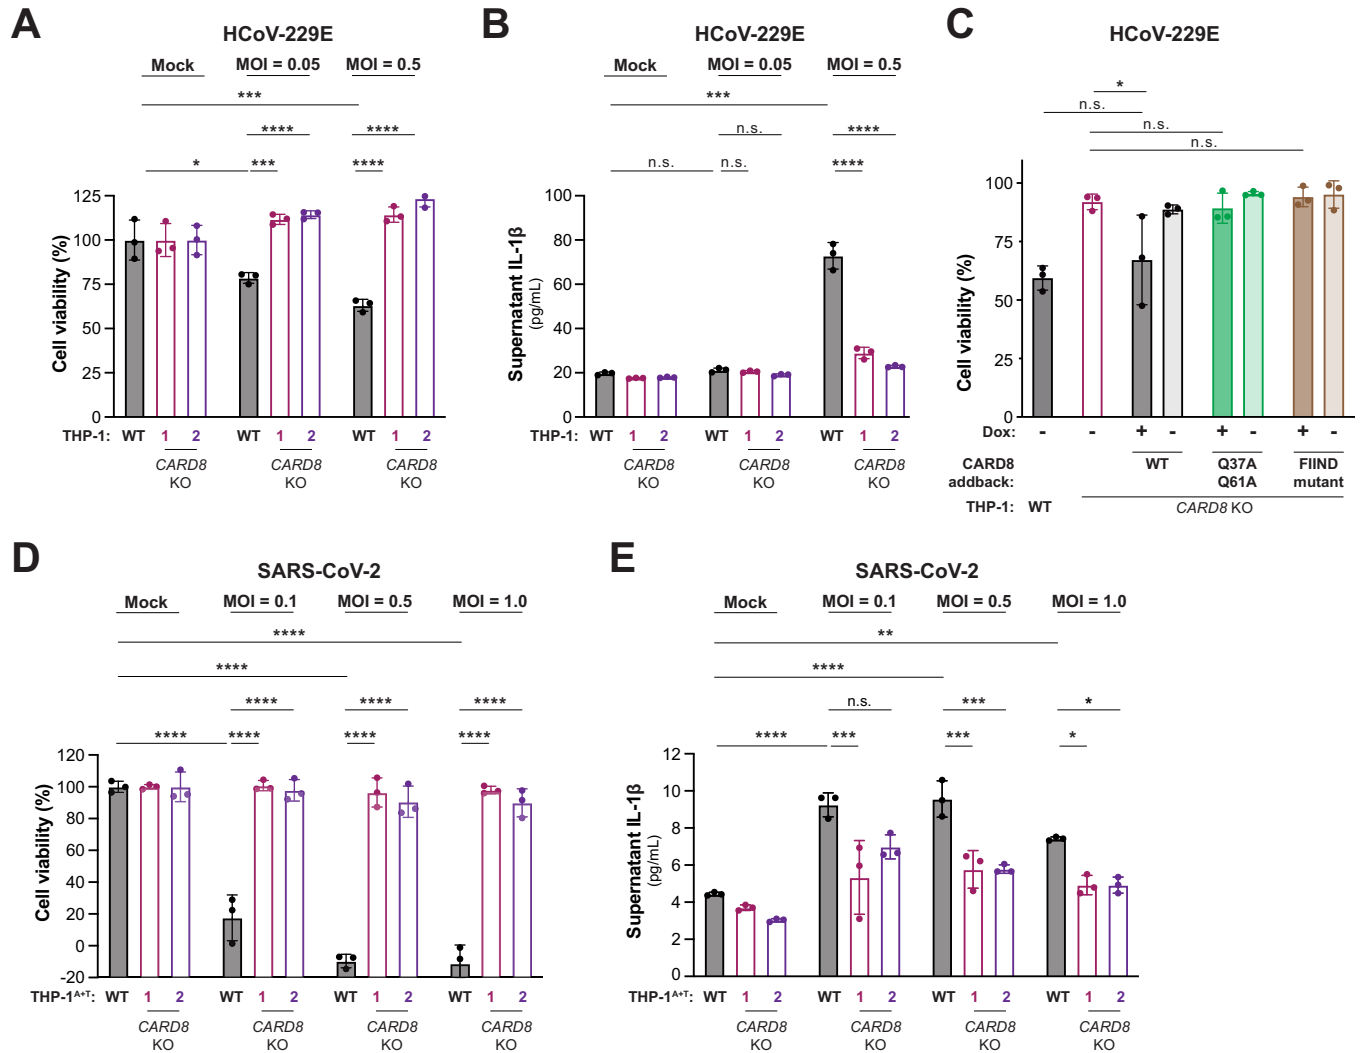 A
HCoV-229E
Mock
MOI = 0.05
MOI = 0.5
***
****
****
*
***
****
Cell viability (%)
125
100
75
50
25
0
THP-1: WT 1 2 WT 1 2 WT 1 2
CARD8 CARD8 CARD8
KO KO KO
B
HCoV-229E
Mock
MOI = 0.05
MOI = 0.5
***
n.s.
****
n.s.
n.s.
****
Supernatant IL-1β
(pg/mL)
100
80
60
40
20
0
THP-1: WT 1 2 WT 1 2 WT 1 2
CARD8 CARD8 CARD8
KO KO KO
C
HCoV-229E
*
n.s.
n.s.
n.s.
Cell viability (%)
100
75
50
25
0
Dox: - - + - + - + -
CARD8 WT Q37A FIIND
addback: Q61A mutant
THP-1: WT CARD8 KO
D
SARS-CoV-2
Mock
MOI = 0.1
MOI = 0.5
MOI = 1.0
****
****
****
****
****
****
****
****
****
Cell viability (%)
120
100
80
60
40
20
0
-20
THP-1A+T: WT 1 2 WT 1 2 WT 1 2 WT 1 2
CARD8 CARD8 CARD8 CARD8
KO KO KO KO
E
SARS-CoV-2
Mock
MOI = 0.1
MOI = 0.5
MOI = 1.0
**
****
n.s.
***
*
****
***
***
*
Supernatant IL-1β
(pg/mL)
12
10
8
6
4
2
0
THP-1A+T: WT 1 2 WT 1 2 WT 1 2 WT 1 2
CARD8 CARD8 CARD8 CARD8
KO KO KO KO